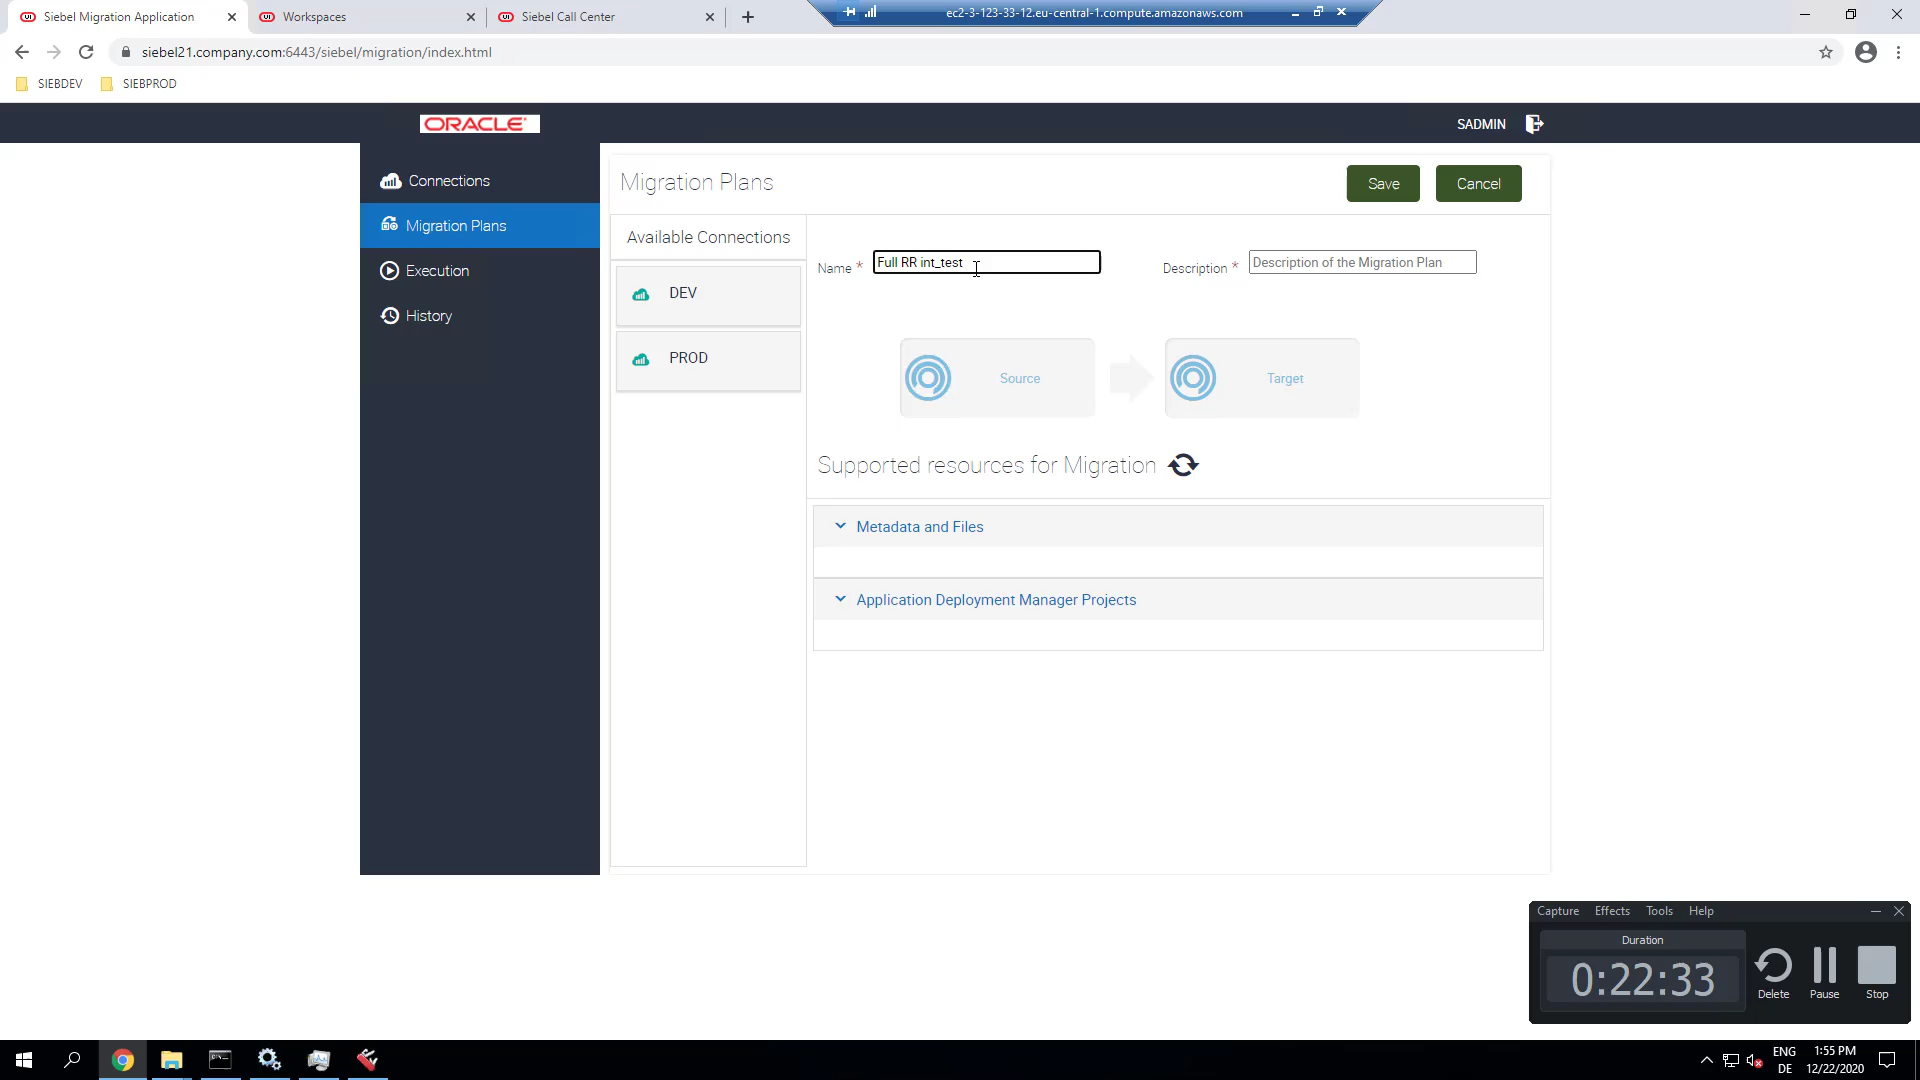 Siebel Migration Application
Workspaces
Siebel Call Center
ec2-3-123-33-12.eu-central-1.compute.amazonaws.com
siebel21.company.com:6443/siebel/migration/index.html
SIEBDEV
SIEBPROD
ORACLE
SADMIN
Connections
Migration Plans
Execution
History
Migration Plans
Save
Cancel
Available Connections
DEV
PROD
Name *
Full RR int_test
Description *
Description of the Migration Plan
Source
Target
Supported resources for Migration
Metadata and Files
Application Deployment Manager Projects
Capture
Effects
Tools
Help
Duration
0:22:33
Delete
Pause
Stop
ENG
DE
1:55 PM
12/22/2020